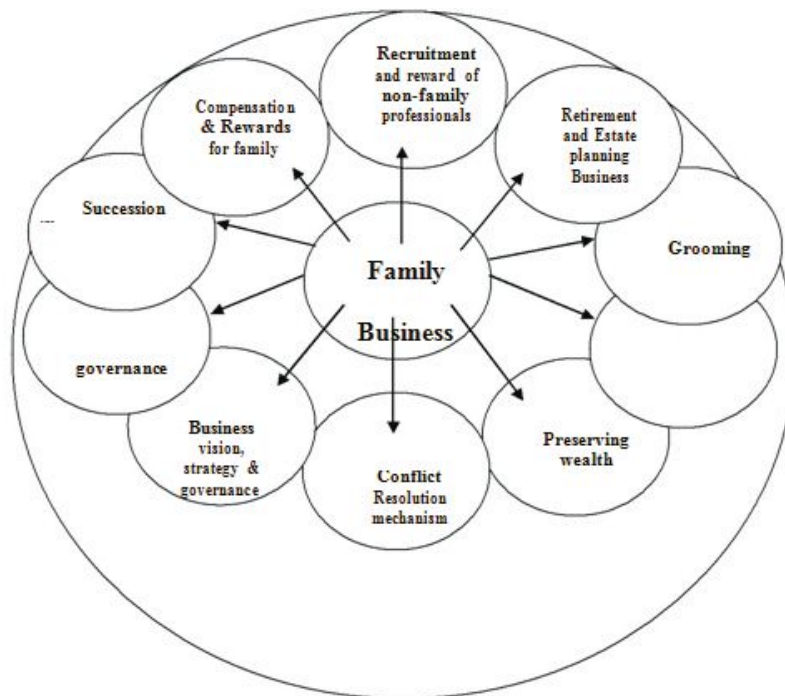 Recruitment
and reward of
non-family
professionals
Compensation
& Rewards
for family
Retirement
and Estate
planning
Business
Succession
...
Grooming
Family
Business
governance
Business
vision,
strategy &
governance
Preserving
wealth
Conflict
Resolution
mechanism